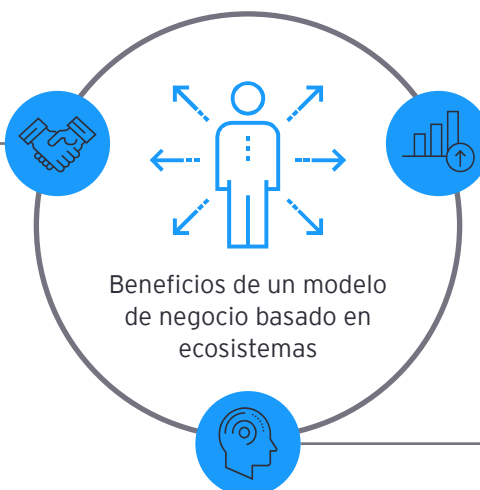 Beneficios de un modelo
de negocio basado en
ecosistemas